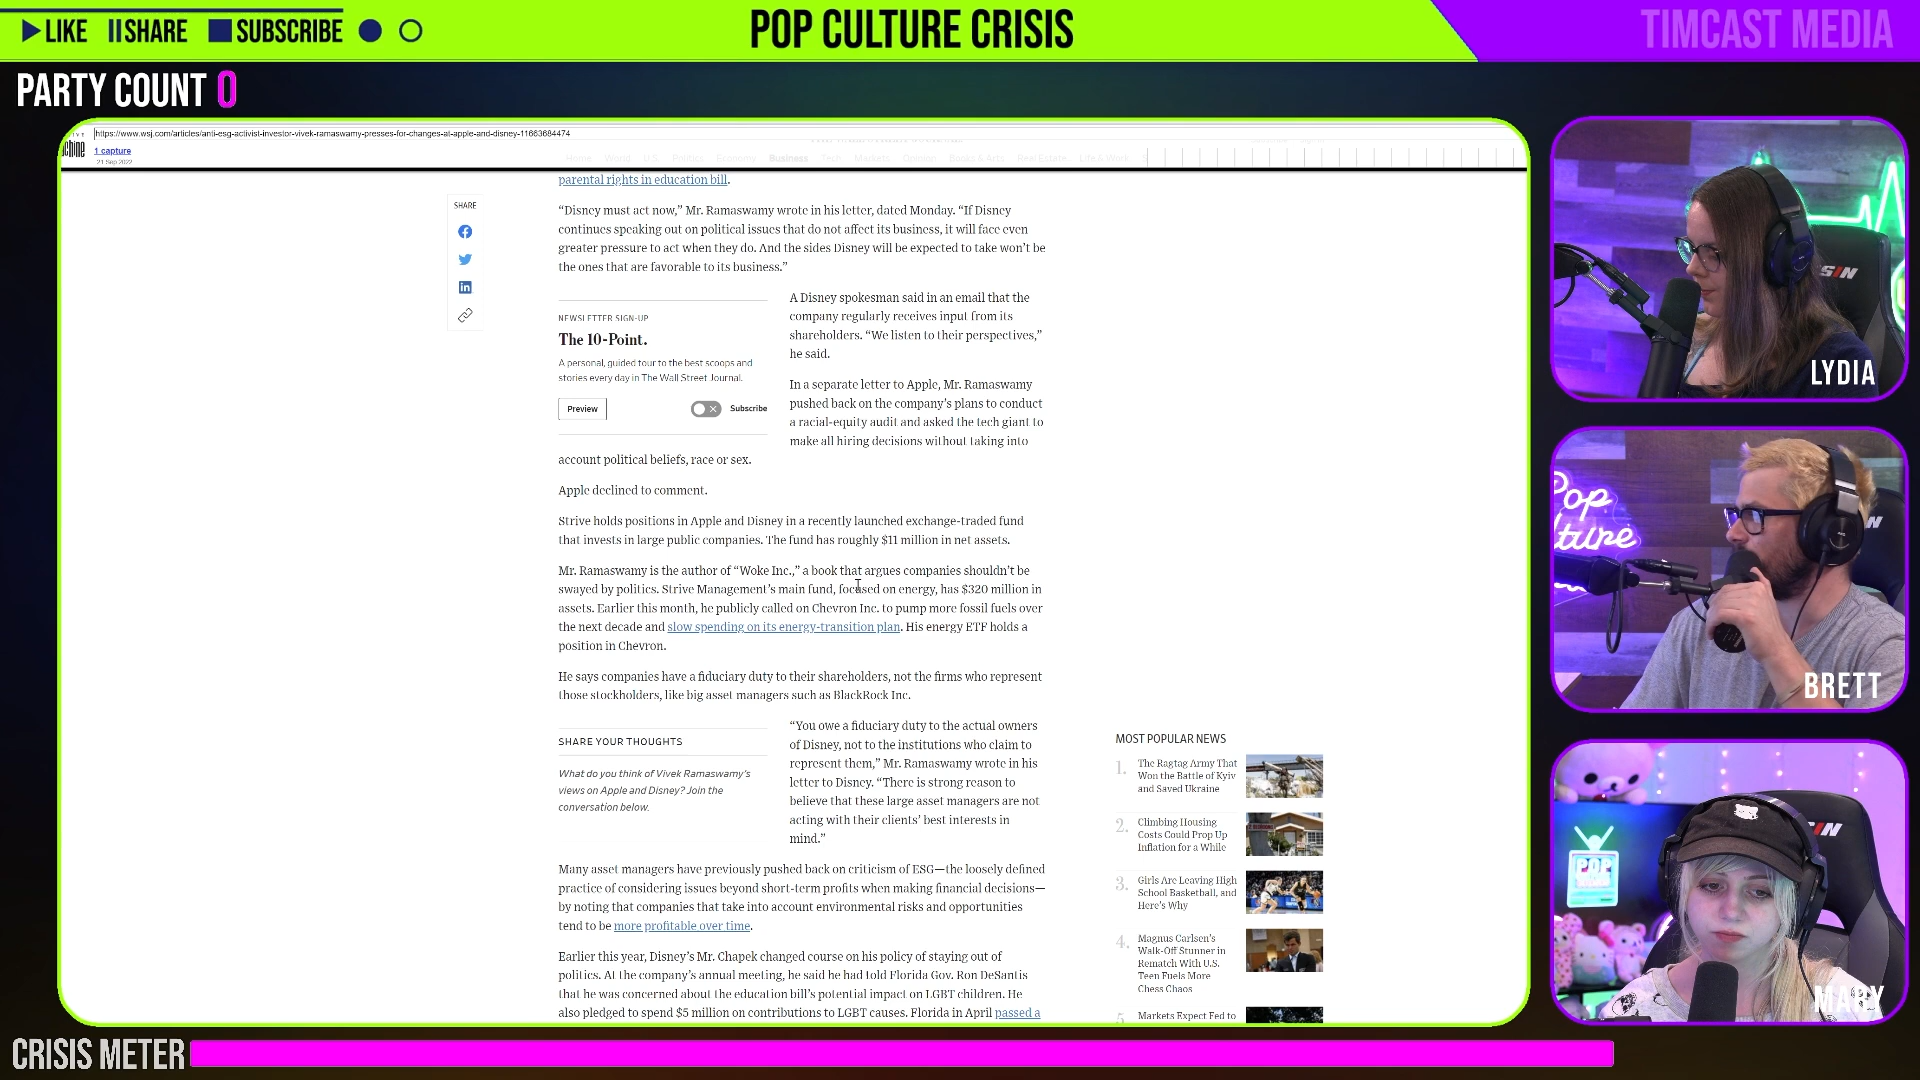 LIKE SHARE SUBSCRIBE
POP CULTURE CRISIS
TIMCAST MEDIA
PARTY COUNT 0
https://www.wsj.com/articles/anti-esg-activist-investor-vivek-ramaswamy-presses-for-changes-at-apple-and-disney-11663684474
1 capture
21 Sep 2022
Home World U.S. Politics Economy Business Tech Markets Opinion Books & Arts Real Estate Life & Work
parental rights in education bill.
SHARE
“Disney must act now,” Mr. Ramaswamy wrote in his letter, dated Monday. “If Disney
continues speaking out on political issues that do not affect its business, it will face even
greater pressure to act when they do. And the sides Disney will be expected to take won’t be
the ones that are favorable to its business.”
NEWSLETTER SIGN-UP
The 10-Point.
A personal, guided tour to the best scoops and
stories every day in The Wall Street Journal.
Preview
Subscribe
A Disney spokesman said in an email that the
company regularly receives input from its
shareholders. “We listen to their perspectives,”
he said.
In a separate letter to Apple, Mr. Ramaswamy
pushed back on the company’s plans to conduct
a racial-equity audit and asked the tech giant to
make all hiring decisions without taking into
account political beliefs, race or sex.
Apple declined to comment.
Strive holds positions in Apple and Disney in a recently launched exchange-traded fund
that invests in large public companies. The fund has roughly $11 million in net assets.
Mr. Ramaswamy is the author of “Woke Inc.,” a book that argues companies shouldn’t be
swayed by politics. Strive Management’s main fund, focused on energy, has $320 million in
assets. Earlier this month, he publicly called on Chevron Inc. to pump more fossil fuels over
the next decade and slow spending on its energy-transition plan. His energy ETF holds a
position in Chevron.
He says companies have a fiduciary duty to their shareholders, not the firms who represent
those stockholders, like big asset managers such as BlackRock Inc.
SHARE YOUR THOUGHTS
What do you think of Vivek Ramaswamy’s
views on Apple and Disney? Join the
conversation below.
“You owe a fiduciary duty to the actual owners
of Disney, not to the institutions who claim to
represent them,” Mr. Ramaswamy wrote in his
letter to Disney. “There is strong reason to
believe that these large asset managers are not
acting with their clients’ best interests in
mind.”
Many asset managers have previously pushed back on criticism of ESG—the loosely defined
practice of considering issues beyond short-term profits when making financial decisions—
by noting that companies that take into account environmental risks and opportunities
tend to be more profitable over time.
Earlier this year, Disney’s Mr. Chapek changed course on his policy of staying out of
politics. At the company’s annual meeting, he said he had told Florida Gov. Ron DeSantis
that he was concerned about the education bill’s potential impact on LGBT children. He
also pledged to spend $5 million on contributions to LGBT causes. Florida in April passed a
MOST POPULAR NEWS
1. The Ragtag Army That
Won the Battle of Kyiv
and Saved Ukraine
2. Climbing Housing
Costs Could Prop Up
Inflation for a While
3. Girls Are Leaving High
School Basketball, and
Here’s Why
4. Magnus Carlsen’s
Walk-Off Stunner in
Rematch With U.S.
Teen Fuels More
Chess Chaos
5. Markets Expect Fed to
LYDIA
Pop
BRETT
POP
MARY
CRISIS METER